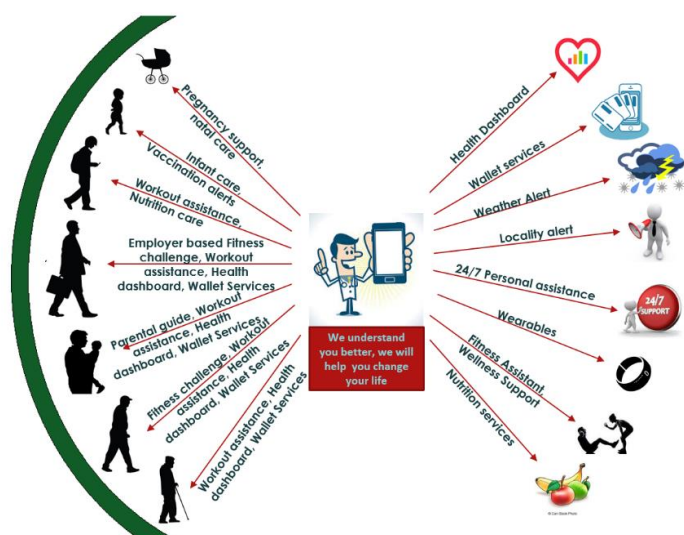 Pregnancy support,
natal care
Infant care,
Vaccination alerts
Workout assistance,
Nutrition care
Employer based Fitness
challenge, Workout
assistance, Health
dashboard, Wallet Services
Parental guide, Workout
assistance, Health
dashboard, Wallet Services
Fitness challenge, Workout
assistance, Health
dashboard, Wallet Services
Workout assistance, Health
dashboard, Wallet Services
We understand
you better, we will
help you change
your life
Health Dashboard
Wallet services
Weather Alert
Locality alert
24/7 Personal assistance
24/7
SUPPORT
Wearables
Fitness Assistant,
Wellness Support
Nutrition services
© Can Stock Photo